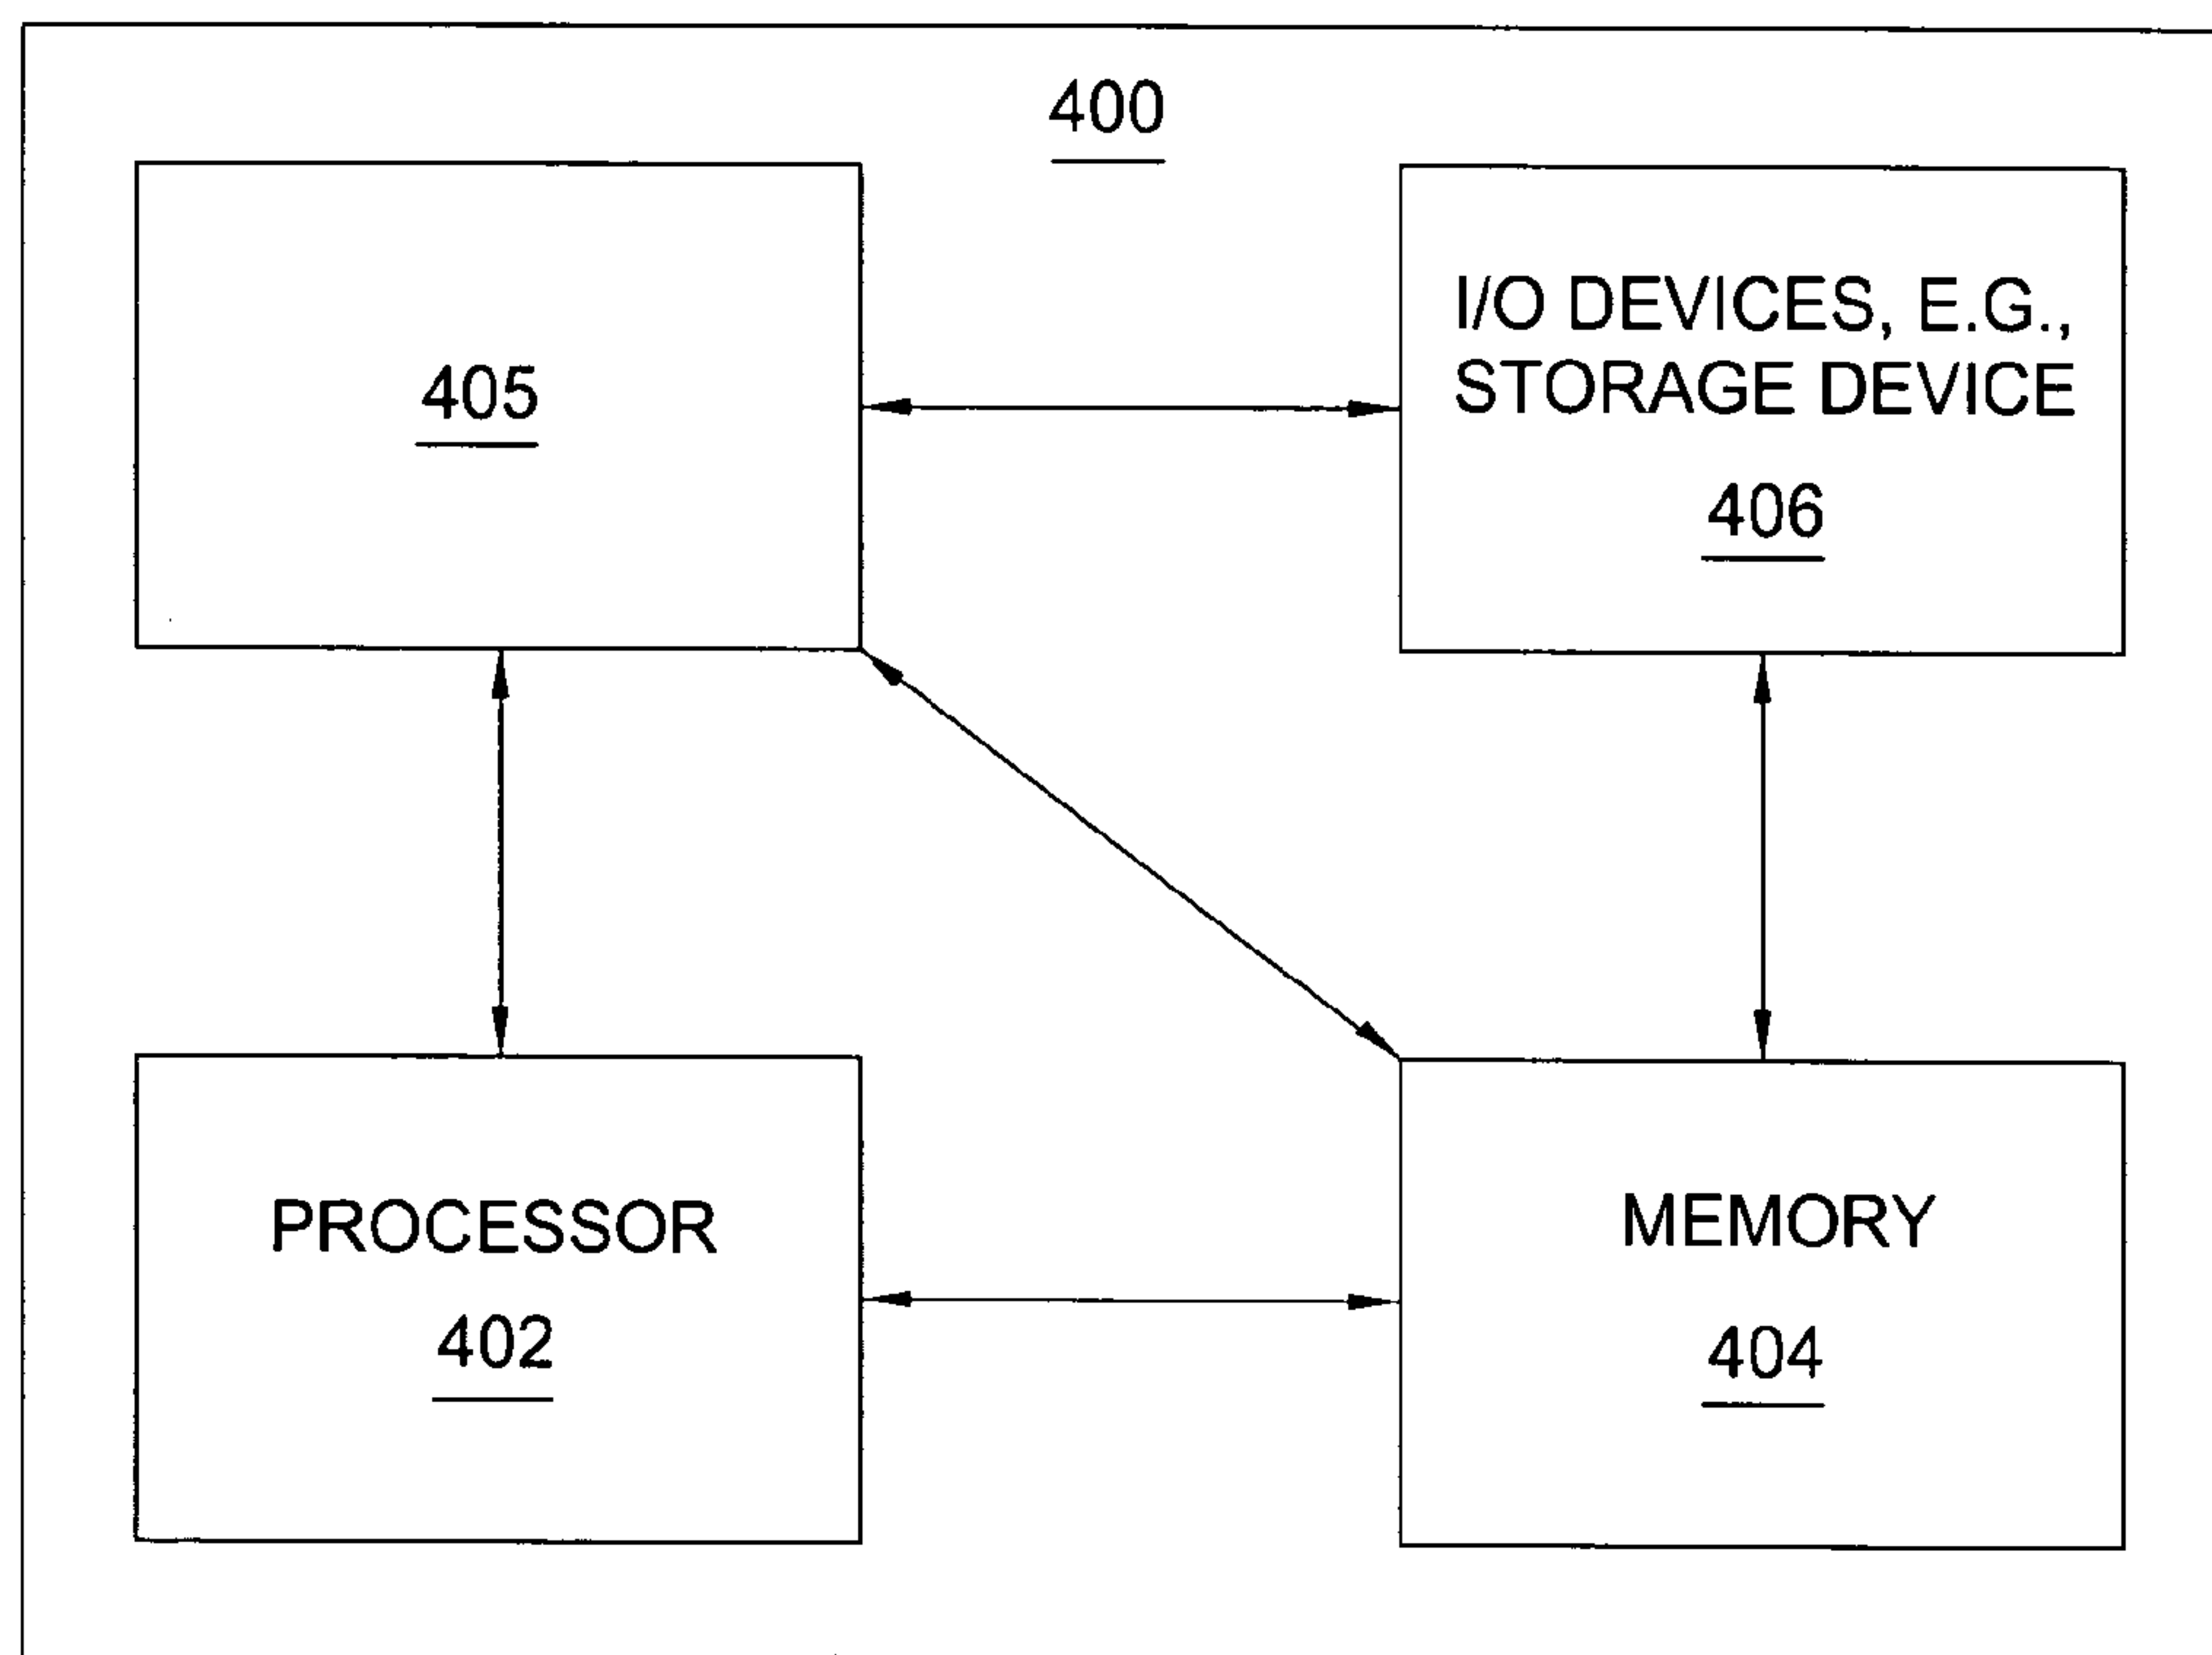 400
405
I/O DEVICES, E.G.,
STORAGE DEVICE
406
PROCESSOR
402
MEMORY
404